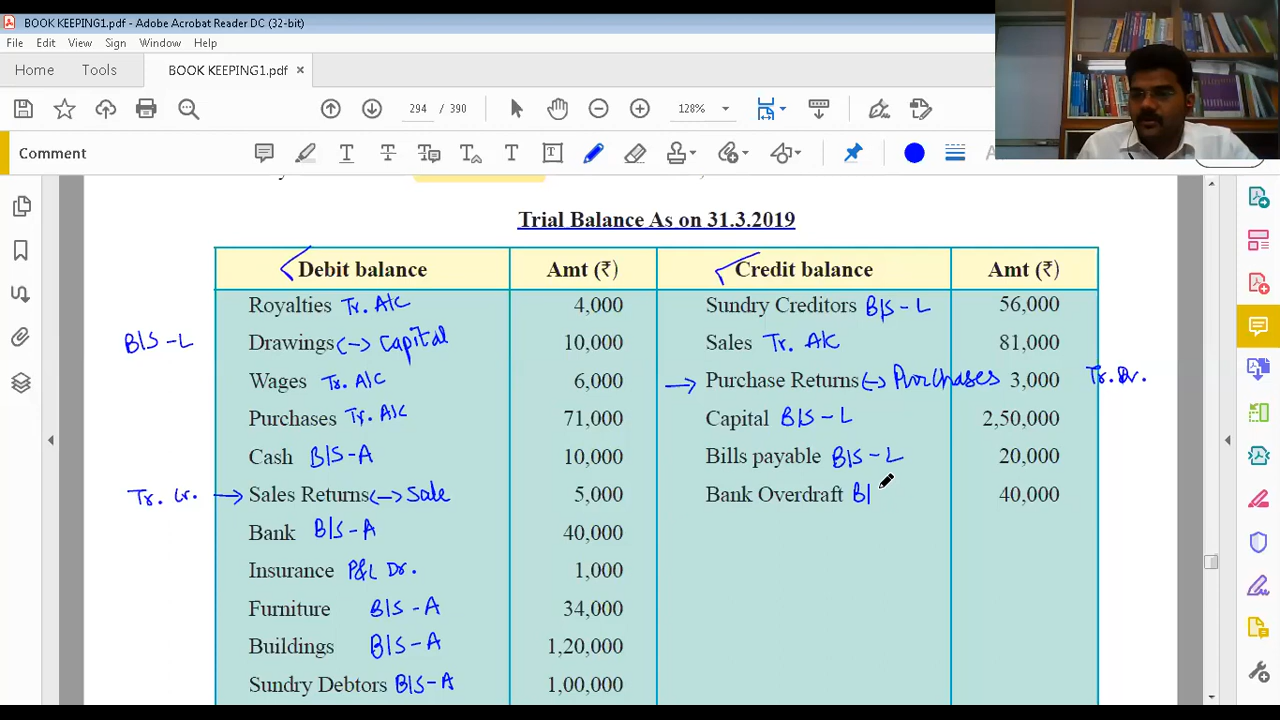 BOOK KEEPING1.pdf - Adobe Acrobat Reader DC (32-bit)
File Edit View Sign Window Help
Home Tools BOOK KEEPING1.pdf ×
294 / 390 128%
Comment
Trial Balance As on 31.3.2019
Debit balance Amt (₹) Credit balance Amt (₹)
Royalties Tr. A/C 4,000 Sundry Creditors B/S - L 56,000
B/S - L Drawings (-) Capital 10,000 Sales Tr. A/C 81,000
Wages Tr. A/C 6,000 Purchase Returns (-) Purchases 3,000 Tr. Dr.
Purchases Tr. A/C 71,000 Capital B/S - L 2,50,000
Cash B/S - A 10,000 Bills payable B/S - L 20,000
Tr. Cr. Sales Returns (-) Sale 5,000 Bank Overdraft B/ 40,000
Bank B/S - A 40,000
Insurance P&L Dr. 1,000
Furniture B/S - A 34,000
Buildings B/S - A 1,20,000
Sundry Debtors B/S - A 1,00,000